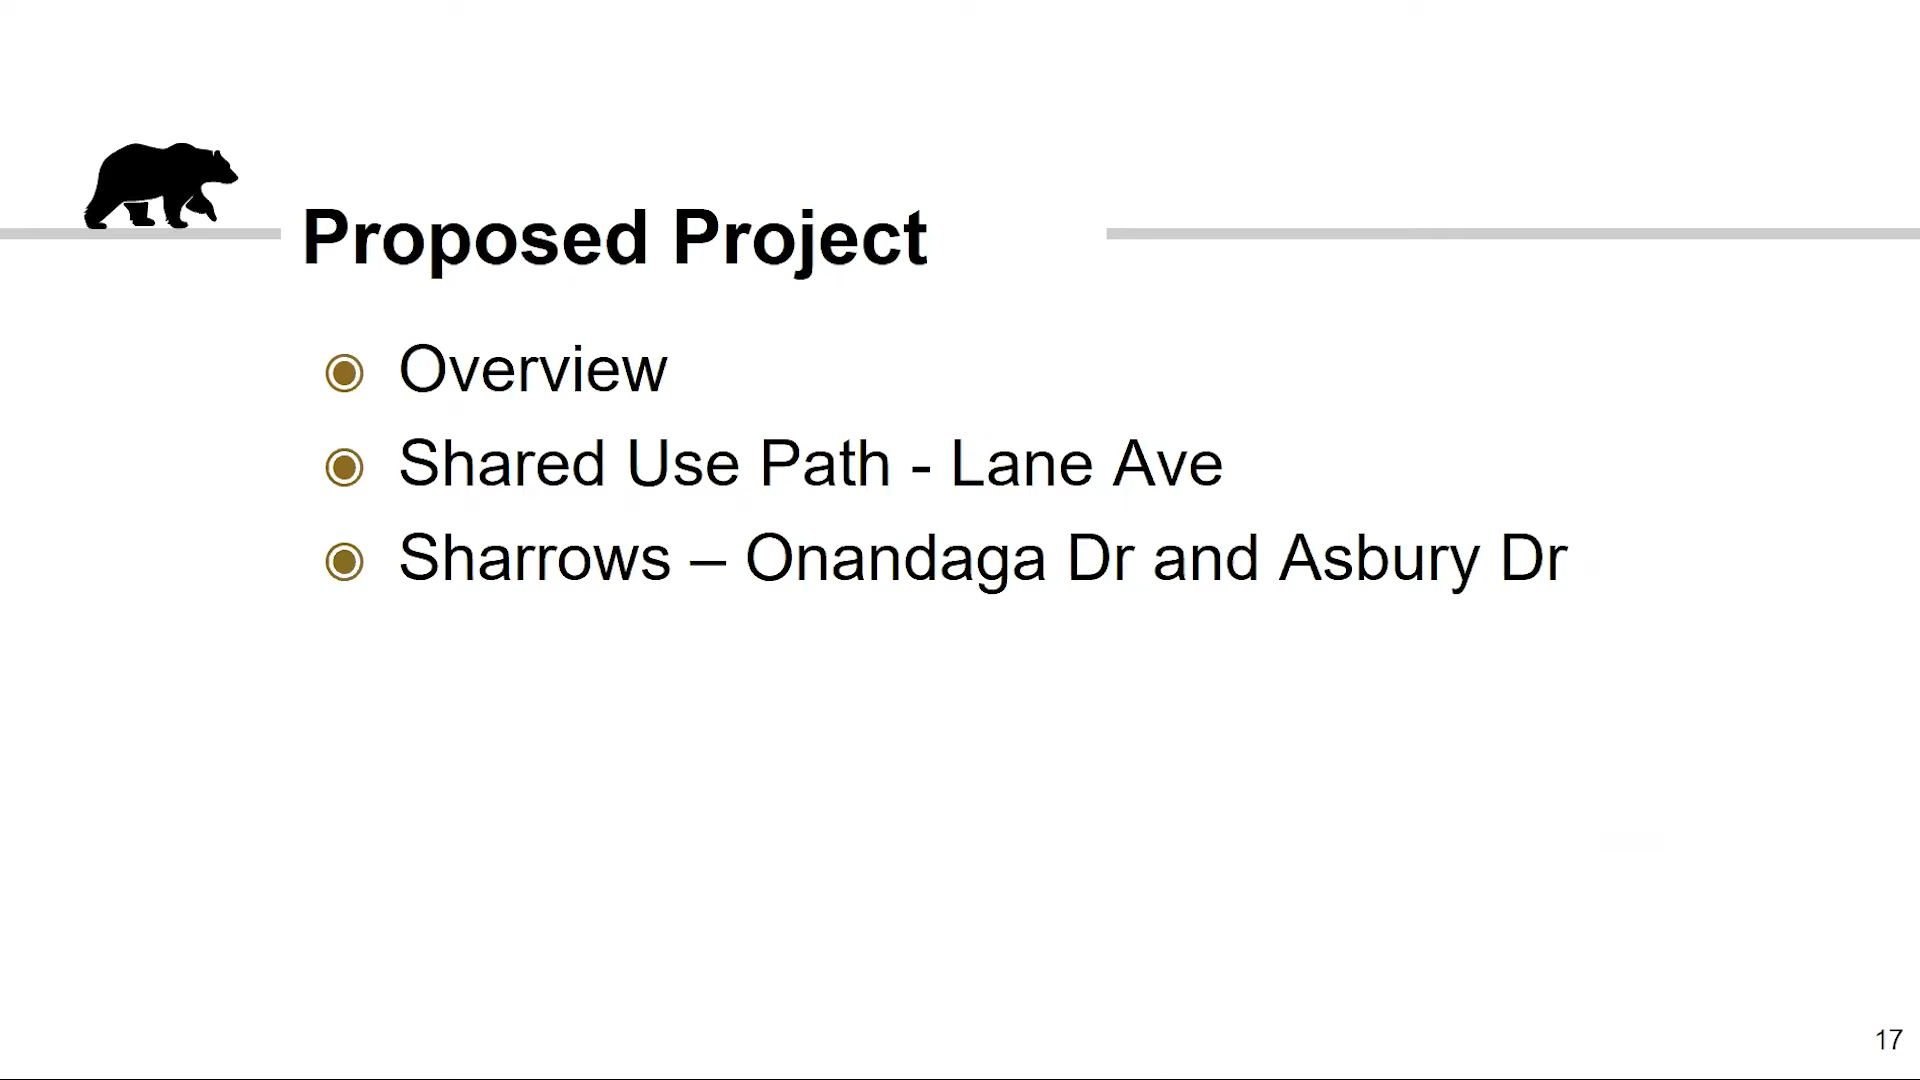 Proposed Project
Overview
Shared Use Path - Lane Ave
Sharrows – Onandaga Dr and Asbury Dr
17